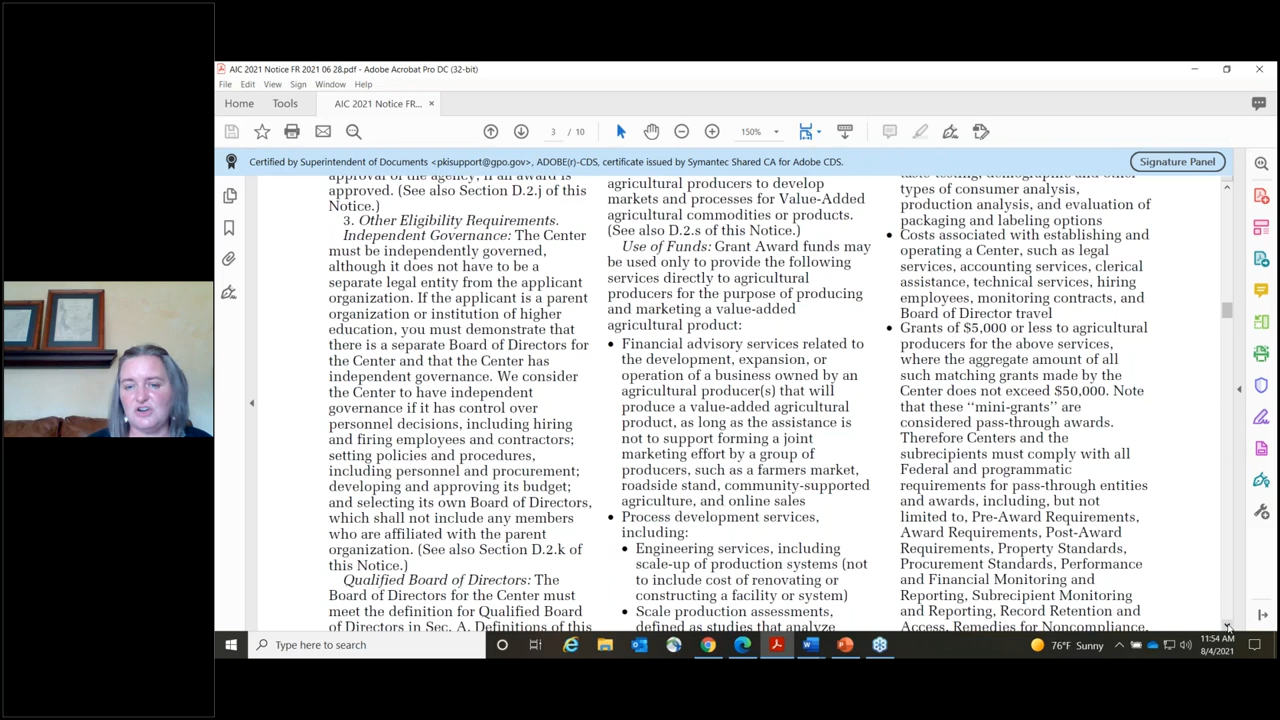 AIC 2021 Notice FR 2021 06 28.pdf - Adobe Acrobat Pro DC (32-bit)
File Edit View Sign Window Help
Home Tools AIC 2021 Notice FR... ×
3 / 10 150%
Certified by Superintendent of Documents <pkisupport@gpo.gov>, ADOBE(r)-CDS, certificate issued by Symantec Shared CA for Adobe CDS.
Signature Panel
approval of the agency, if an award is
approved. (See also Section D.2.j of this
Notice.)
3. Other Eligibility Requirements.
Independent Governance: The Center
must be independently governed,
although it does not have to be a
separate legal entity from the applicant
organization. If the applicant is a parent
organization or institution of higher
education, you must demonstrate that
there is a separate Board of Directors for
the Center and that the Center has
independent governance. We consider
the Center to have independent
governance if it has control over
personnel decisions, including hiring
and firing employees and contractors;
setting policies and procedures,
including personnel and procurement;
developing and approving its budget;
and selecting its own Board of Directors,
which shall not include any members
who are affiliated with the parent
organization. (See also Section D.2.k of
this Notice.)
Qualified Board of Directors: The
Board of Directors for the Center must
meet the definition for Qualified Board
of Directors in Sec. A. Definitions of this
agricultural producers to develop
markets and processes for Value-Added
agricultural commodities or products.
(See also D.2.s of this Notice.)
Use of Funds: Grant Award funds may
be used only to provide the following
services directly to agricultural
producers for the purpose of producing
and marketing a value-added
agricultural product:
• Financial advisory services related to
the development, expansion, or
operation of a business owned by an
agricultural producer(s) that will
produce a value-added agricultural
product, as long as the assistance is
not to support forming a joint
marketing effort by a group of
producers, such as a farmers market,
roadside stand, community-supported
agriculture, and online sales
• Process development services,
including:
• Engineering services, including
scale-up of production systems (not
to include cost of renovating or
constructing a facility or system)
• Scale production assessments,
defined as studies that analyze
taste testing, demographic and other
types of consumer analysis,
production analysis, and evaluation of
packaging and labeling options
• Costs associated with establishing and
operating a Center, such as legal
services, accounting services, clerical
assistance, technical services, hiring
employees, monitoring contracts, and
Board of Director travel
• Grants of $5,000 or less to agricultural
producers for the above services,
where the aggregate amount of all
such matching grants made by the
Center does not exceed $50,000. Note
that these ‘‘mini-grants’’ are
considered pass-through awards.
Therefore Centers and the
subrecipients must comply with all
Federal and programmatic
requirements for pass-through entities
and awards, including, but not
limited to, Pre-Award Requirements,
Award Requirements, Post-Award
Requirements, Property Standards,
Procurement Standards, Performance
and Financial Monitoring and
Reporting, Subrecipient Monitoring
and Reporting, Record Retention and
Access, Remedies for Noncompliance,
Type here to search
76°F Sunny
11:54 AM
8/4/2021